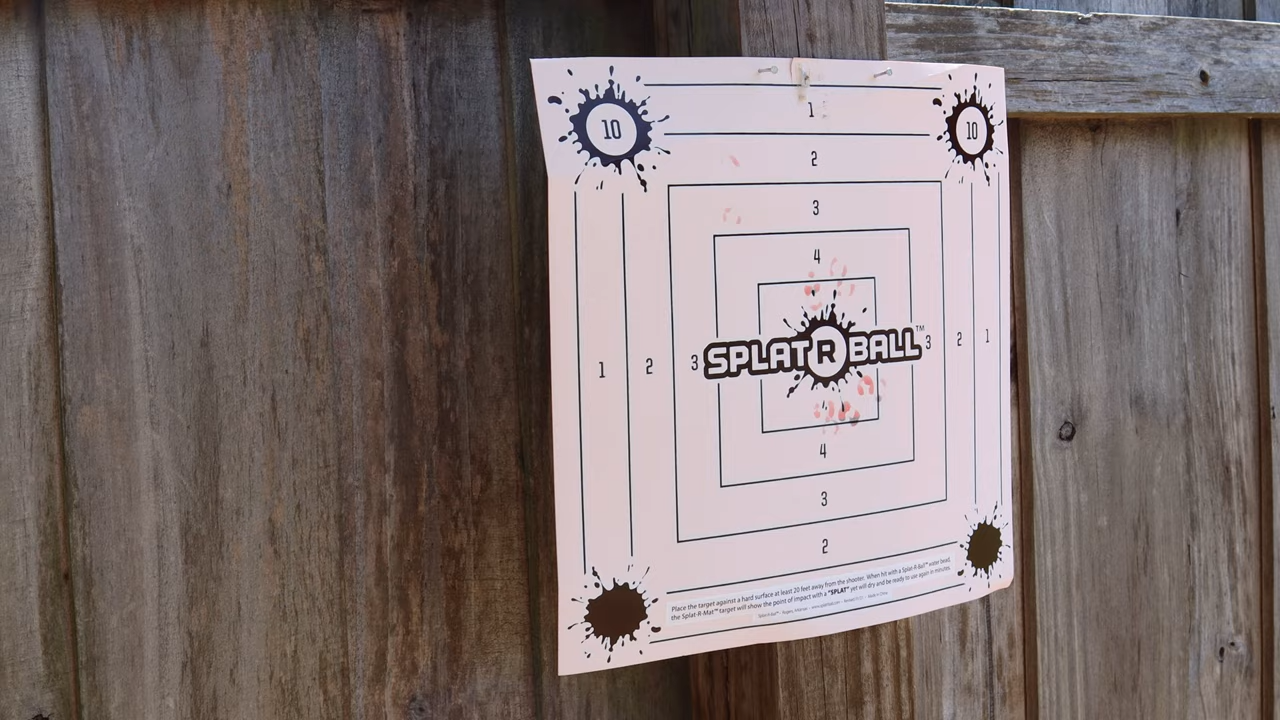 10 1 10
2
3
4
SPLAT R BALL™
1 2 3 3 2 1
4
3
2
Place the target against a hard surface at least 20 feet away from the shooter. When hit with a Splat-R-Ball™ water bead,
the Splat-R-Mat™ target will show the point of impact with a "SPLAT" yet will dry and be ready to use again in minutes.